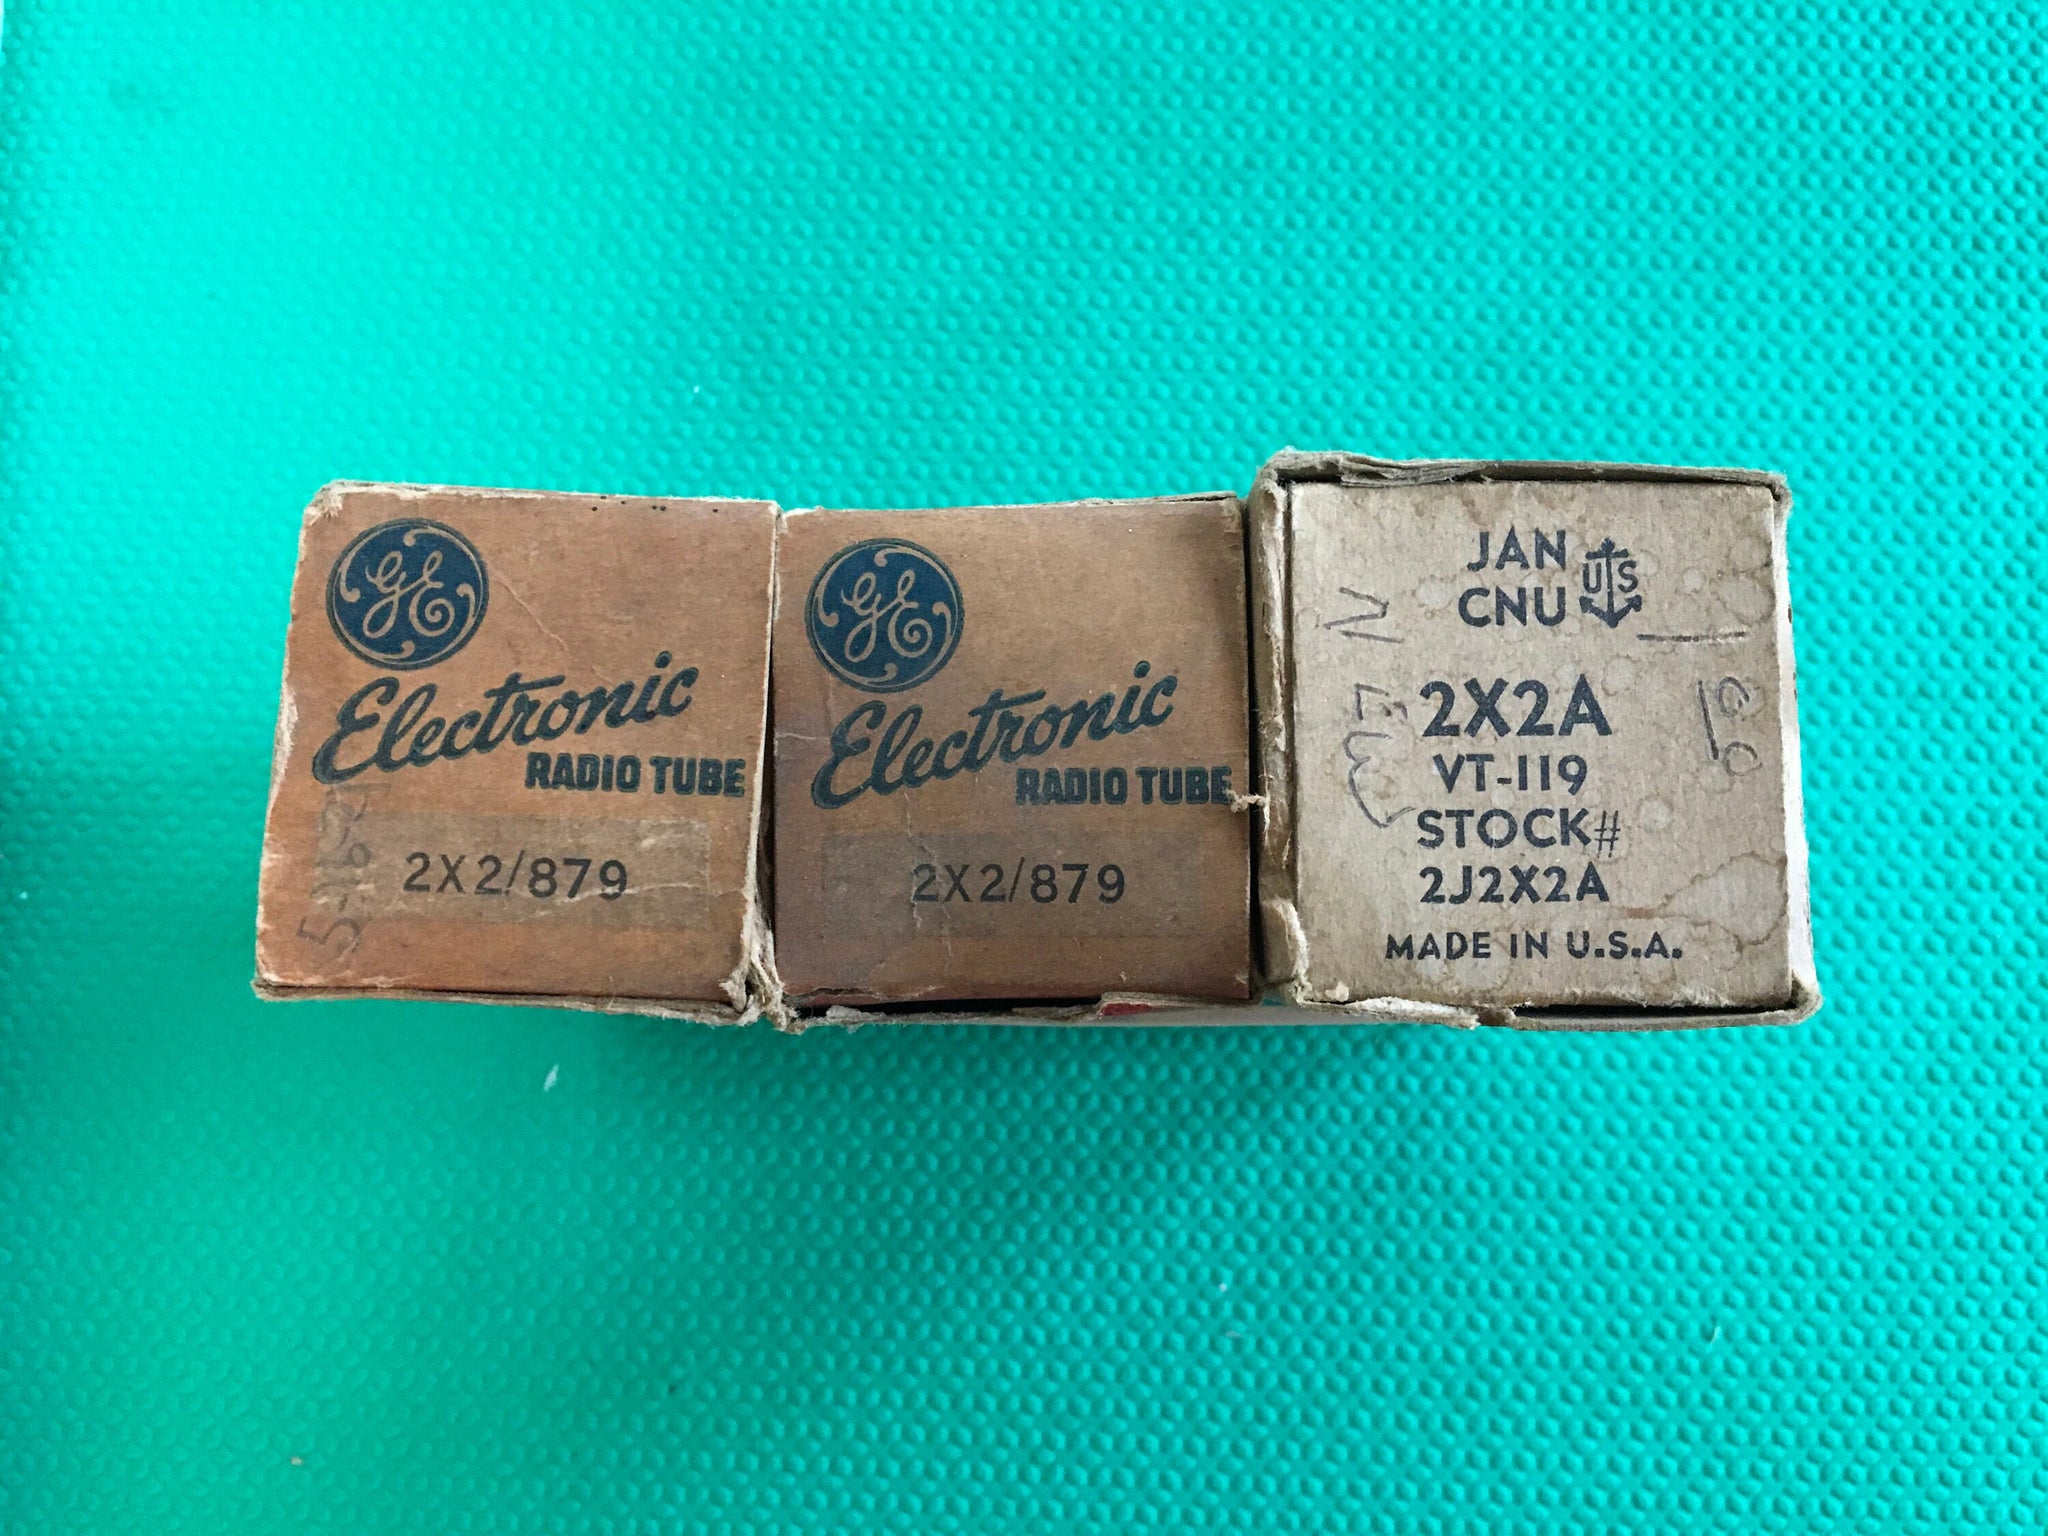 GE
Electronic
RADIO TUBE
2X2/879
GE
Electronic
RADIO TUBE
2X2/879
JAN
CNU
US
2X2A
VT-119
STOCK#
2J2X2A
MADE IN U.S.A.
NEW